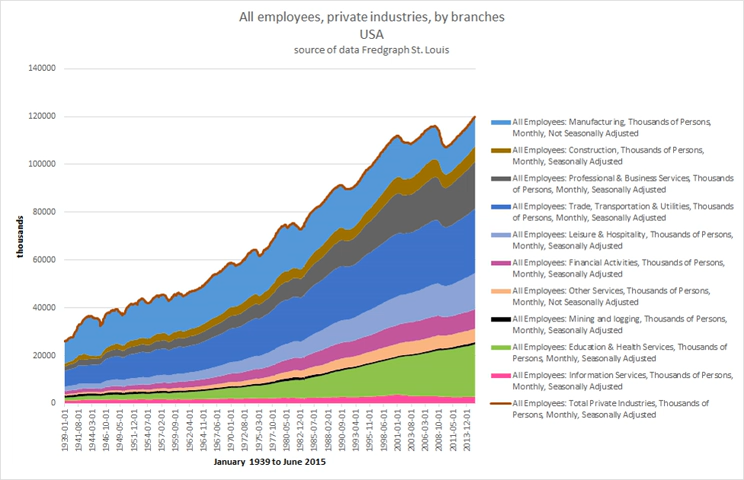 All employees, private industries, by branches
USA
source of data Fredgraph St. Louis
140000
120000
100000
80000
60000
40000
20000
0
thousands
1939-01-01
1941-08-01
1944-03-01
1946-10-01
1949-05-01
1951-12-01
1954-07-01
1957-02-01
1959-09-01
1962-04-01
1964-11-01
1967-06-01
1970-01-01
1972-08-01
1975-03-01
1977-10-01
1980-05-01
1982-12-01
1985-07-01
1988-02-01
1990-09-01
1993-04-01
1995-11-01
1998-06-01
2001-01-01
2003-08-01
2006-03-01
2008-10-01
2011-05-01
2013-12-01
January 1939 to June 2015
All Employees: Manufacturing, Thousands of Persons,
Monthly, Not Seasonally Adjusted
All Employees: Construction, Thousands of Persons,
Monthly, Seasonally Adjusted
All Employees: Professional & Business Services, Thousands
of Persons, Monthly, Seasonally Adjusted
All Employees: Trade, Transportation & Utilities, Thousands
of Persons, Monthly, Seasonally Adjusted
All Employees: Leisure & Hospitality, Thousands of Persons,
Monthly, Seasonally Adjusted
All Employees: Financial Activities, Thousands of Persons,
Monthly, Seasonally Adjusted
All Employees: Other Services, Thousands of Persons,
Monthly, Not Seasonally Adjusted
All Employees: Mining and logging, Thousands of Persons,
Monthly, Seasonally Adjusted
All Employees: Education & Health Services, Thousands of
Persons, Monthly, Seasonally Adjusted
All Employees: Information Services, Thousands of Persons,
Monthly, Seasonally Adjusted
All Employees: Total Private Industries, Thousands of
Persons, Monthly, Seasonally Adjusted